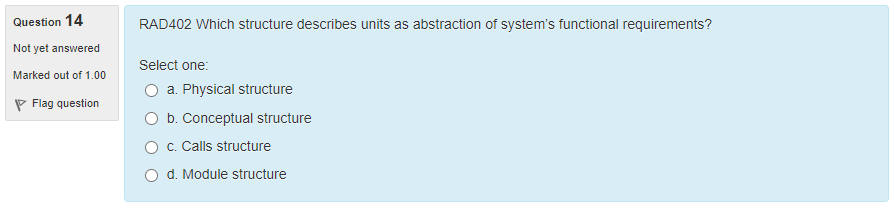 Question 14
Not yet answered
Marked out of 1.00
Flag question
RAD402 Which structure describes units as abstraction of system's functional requirements?
Select one:
a. Physical structure
b. Conceptual structure
c. Calls structure
d. Module structure